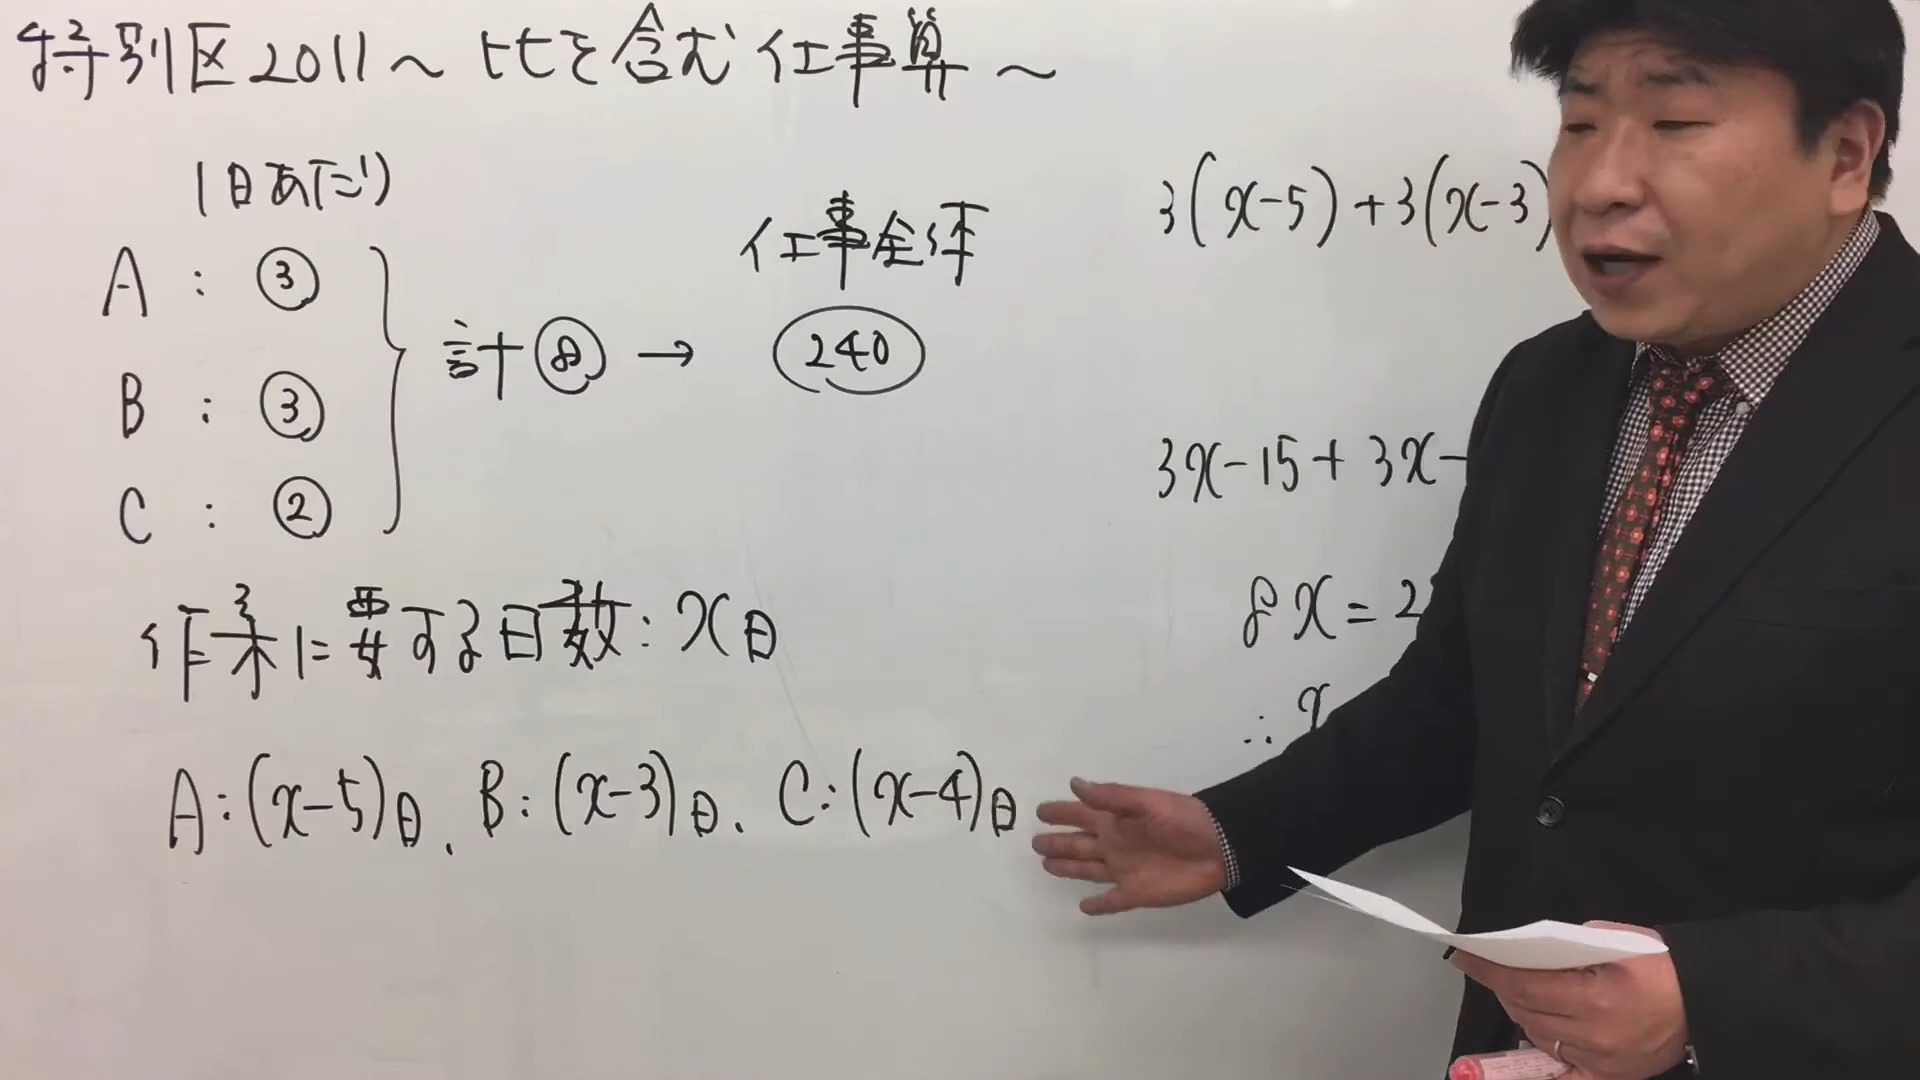 特別区2011～比を含む仕事算～
1日あたり
A : ③
B : ③
C : ②
計⑧ → 240
仕事全体
作業に要する日数 : x日
A : (x-5)日、B : (x-3)日、C : (x-4)日
3(x-5)+3(x-3)
3x-15+3x-
8x=2
∴ x